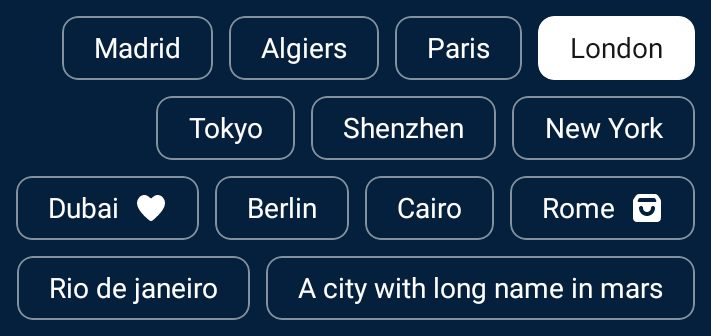 Madrid Algiers Paris London
Tokyo Shenzhen New York
Dubai Berlin Cairo Rome
Rio de janeiro A city with long name in mars